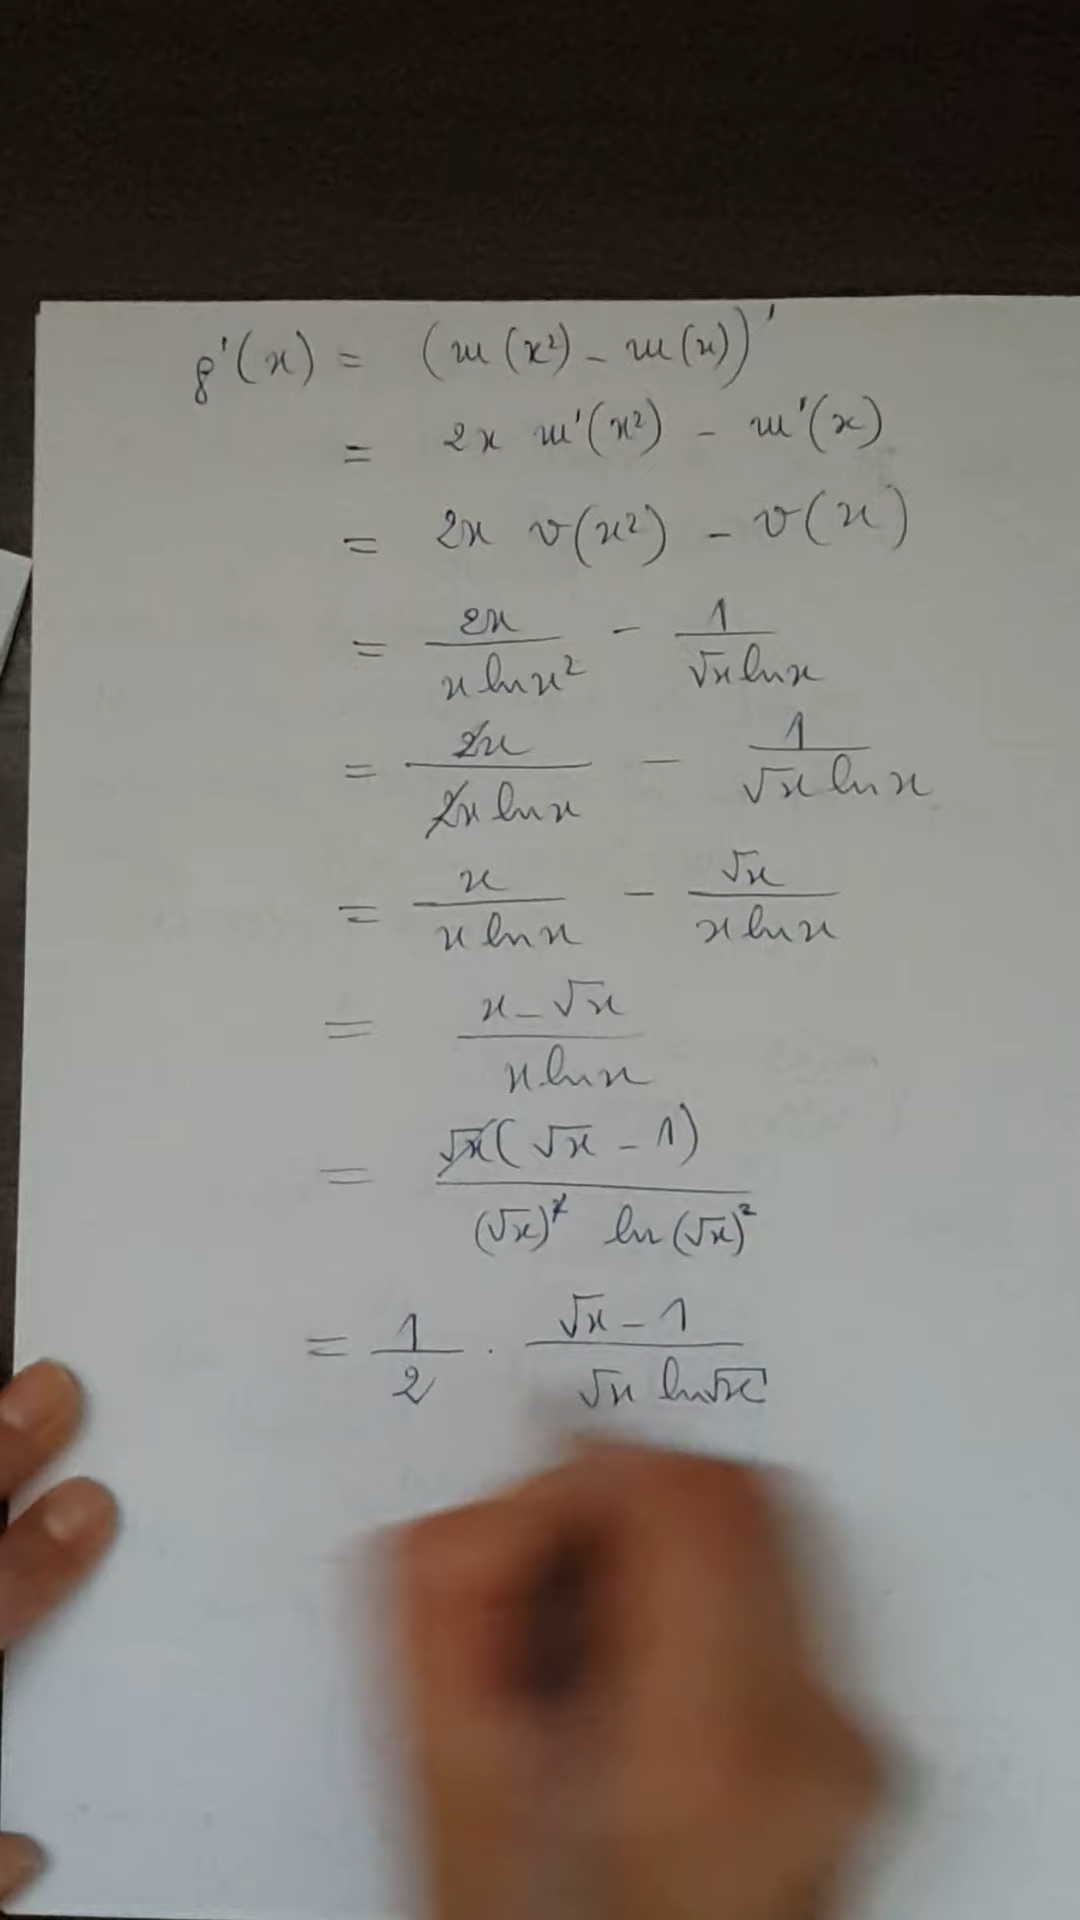 g'(x) = (u(x²) - u(x))'
= 2x u'(x²) - u'(x)
= 2x v(x²) - v(x)
= 2x / (x ln x²) - 1 / (√x ln x)
= 2x / (2x ln x) - 1 / (√x ln x)
= x / (x ln x) - √x / (x ln x)
= (x - √x) / (x ln x)
= √x(√x - 1) / ((√x)² ln(√x)²)
= 1/2 · (√x - 1) / (√x ln√x)